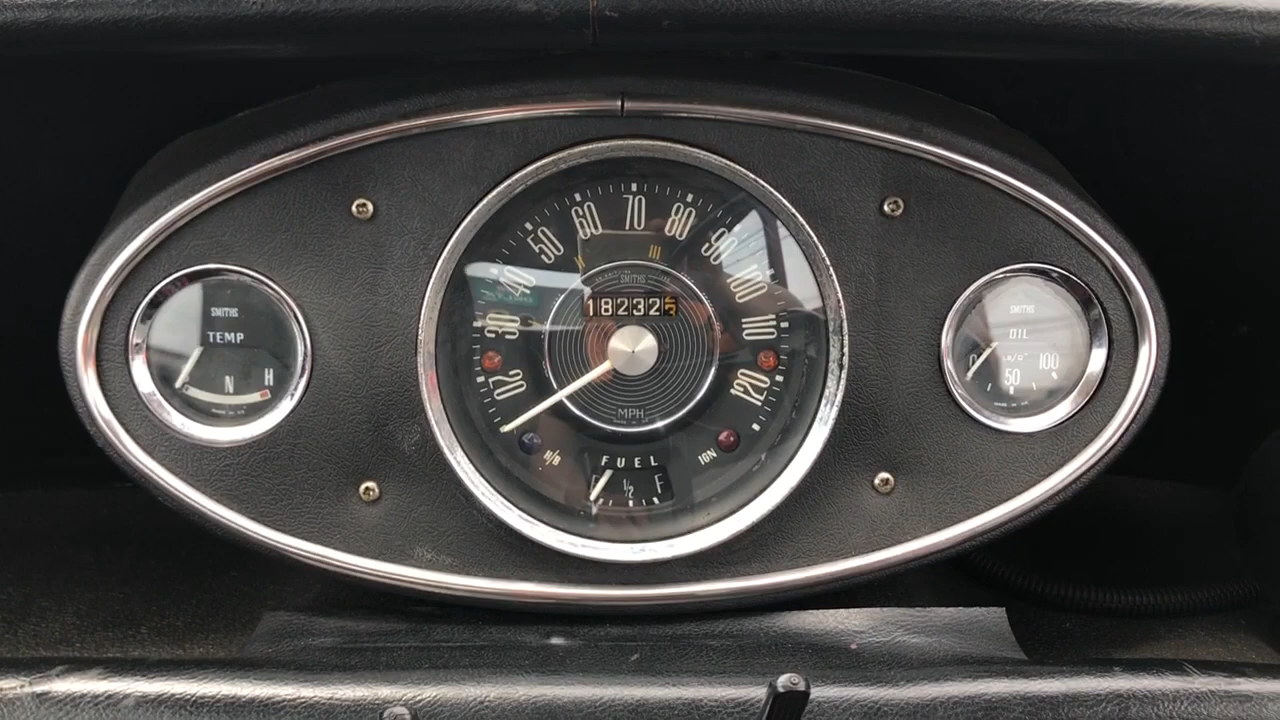 SMITHS
TEMP
N
H
20
30
40
50
60
70
80
90
100
110
120
SMITHS
18232
MPH
H/B
IGN
FUEL
E
1/2
F
SMITHS
OIL
0
50
100